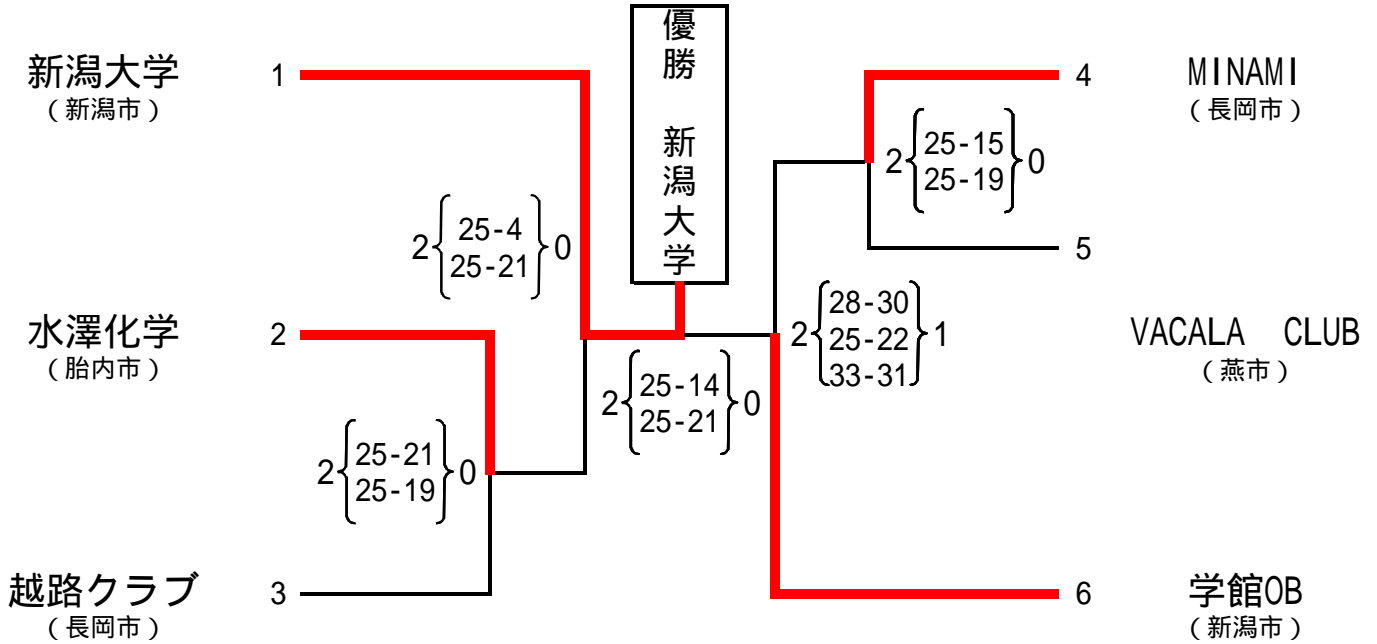 優勝 新潟大学
新潟大学
（新潟市）
1
4
MINAMI
（長岡市）
2
25-15
25-19
0
2
25-4
25-21
0
5
VACALA CLUB
（燕市）
水澤化学
（胎内市）
2
2
28-30
25-22
33-31
1
2
25-14
25-21
0
2
25-21
25-19
0
越路クラブ
（長岡市）
3
6
学館OB
（新潟市）